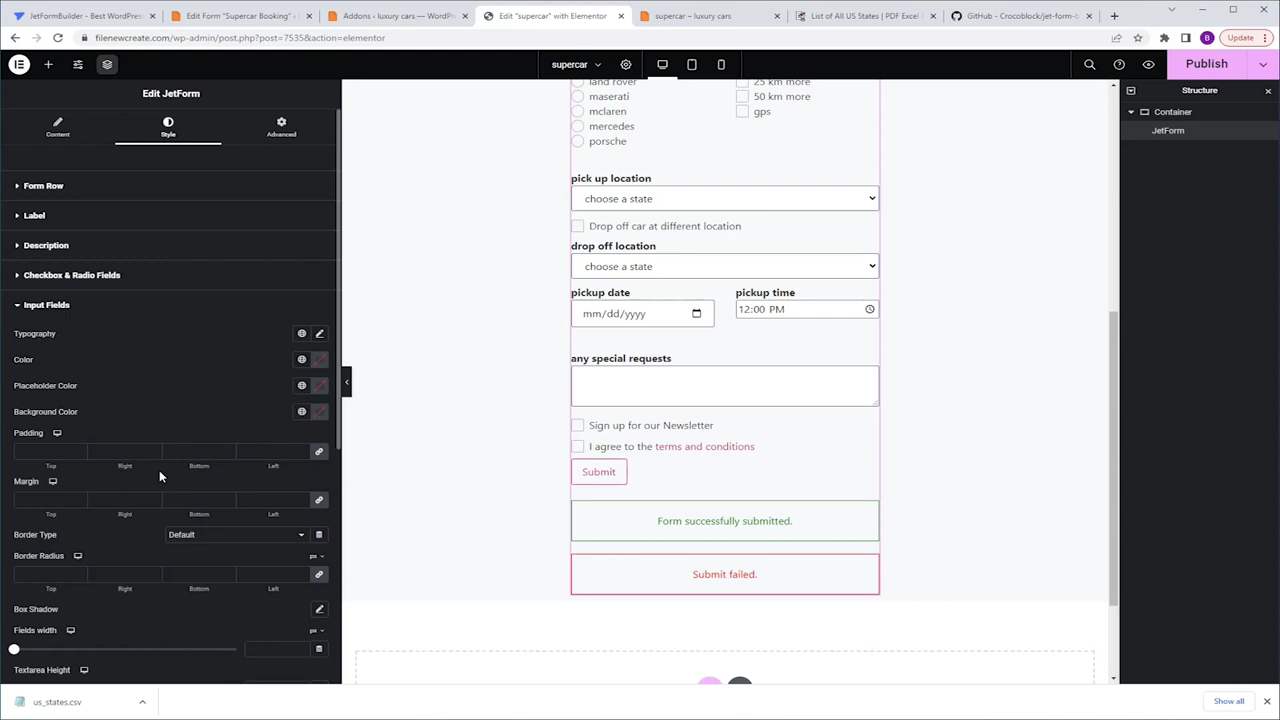 JetFormBuilder - Best WordPress
Edit Form "Supercar Booking" ‹
Addons ‹ luxury cars — WordPress
Edit "supercar" with Elementor
supercar – luxury cars
List of All US States | PDF Excel
GitHub - Crocoblock/jet-form-b
filenewcreate.com/wp-admin/post.php?post=7535&action=elementor
B
Update
supercar
Publish
Edit JetForm
Content
Style
Advanced
Form Row
Label
Description
Checkbox & Radio Fields
Input Fields
Typography
Color
Placeholder Color
Background Color
Padding
Top Right Bottom Left
Margin
Top Right Bottom Left
Border Type
Default
Border Radius
px
Top Right Bottom Left
Box Shadow
Fields width
px
Textarea Height
land rover
maserati
mclaren
mercedes
porsche
25 km more
50 km more
gps
pick up location
choose a state
Drop off car at different location
drop off location
choose a state
pickup date
mm/dd/yyyy
pickup time
12:00 PM
any special requests
Sign up for our Newsletter
I agree to the terms and conditions
Submit
Form successfully submitted.
Submit failed.
Structure
Container
JetForm
us_states.csv
Show all